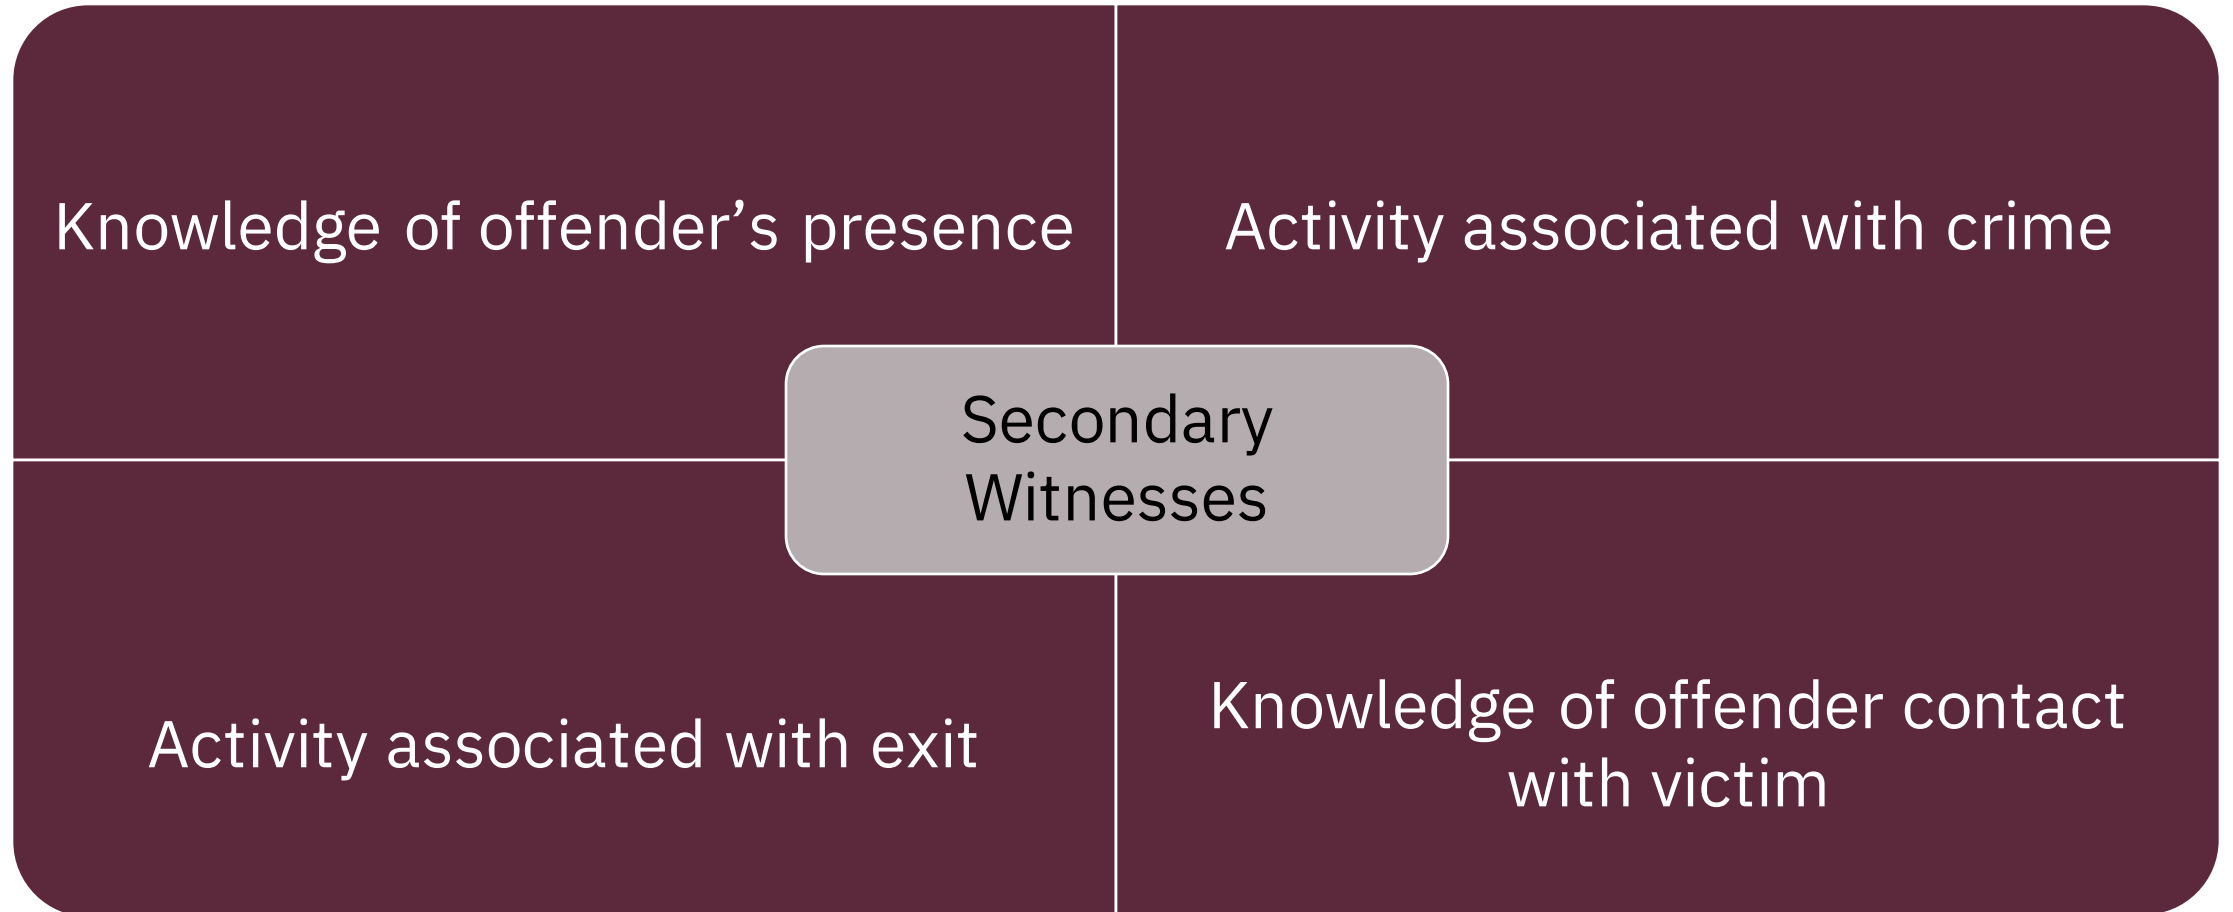 Knowledge of offender’s presence
Activity associated with crime
Secondary
Witnesses
Activity associated with exit
Knowledge of offender contact
with victim